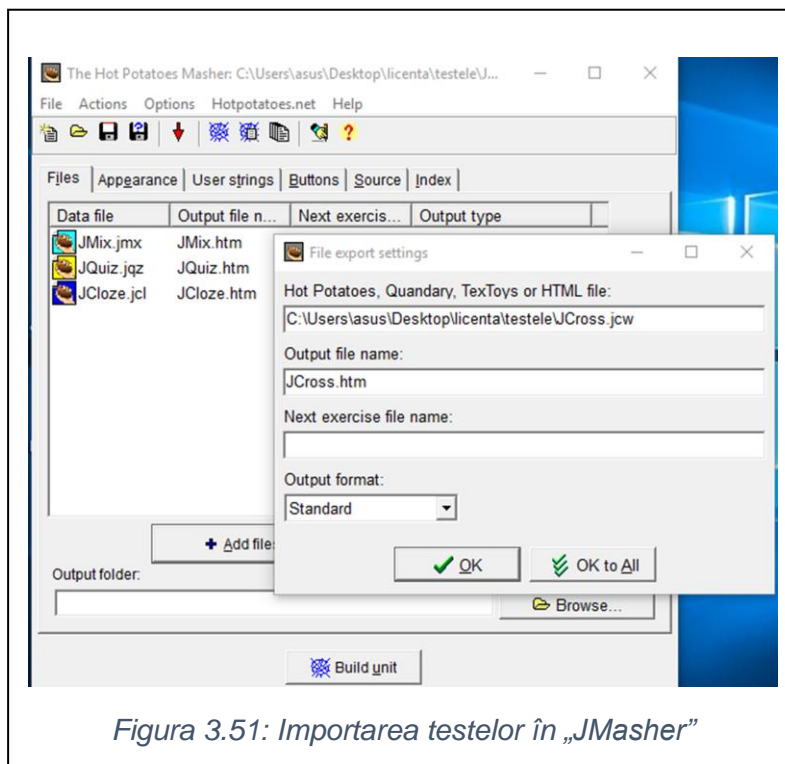 The Hot Potatoes Masher: C:\Users\asus\Desktop\licenta\testele\J...
File Actions Options Hotpotatoes.net Help
Files Appearance User strings Buttons Source Index
Data file Output file n... Next exercis... Output type
JMix.jmx JMix.htm
JQuiz.jqz JQuiz.htm
JCloze.jcl JCloze.htm
File export settings
Hot Potatoes, Quandary, TexToys or HTML file:
C:\Users\asus\Desktop\licenta\testele\JCross.jcw
Output file name:
JCross.htm
Next exercise file name:
Output format:
Standard
OK OK to All
Add file
Output folder:
Browse...
Build unit
Figura 3.51: Importarea testelor în „JMasher”